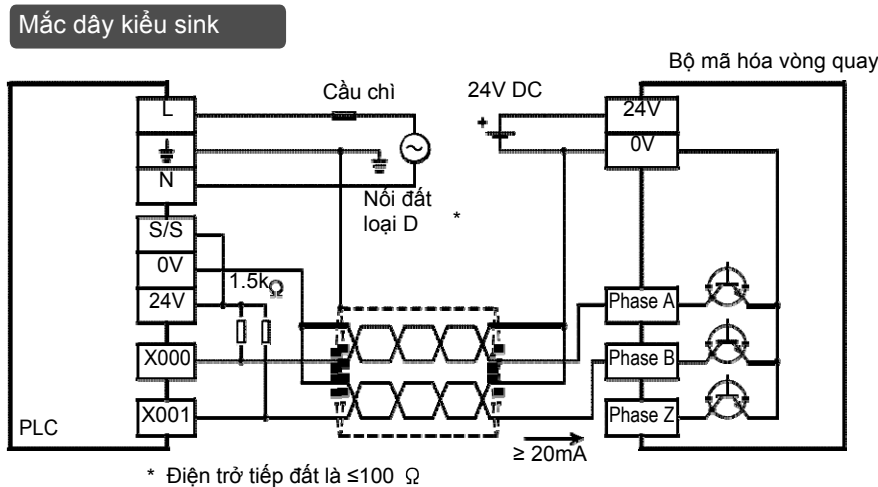 Mắc dây kiểu sink
Bộ mã hóa vòng quay
Cầu chì
24V DC
L
24V
+
0V
N
Nối đất
loại D *
S/S
0V
1.5kΩ
24V
Phase A
X000
Phase B
X001
Phase Z
PLC
≥ 20mA
* Điện trở tiếp đất là ≤100 Ω